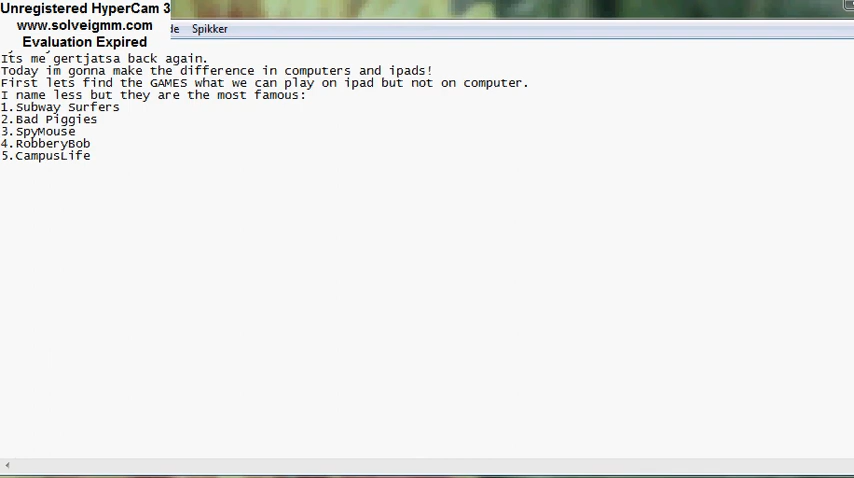 Unregistered HyperCam 3
www.solveigmm.com
Evaluation Expired
de Spikker
Its me gertjatsa back again.
Today im gonna make the difference in computers and ipads!
First lets find the GAMES what we can play on ipad but not on computer.
I name less but they are the most famous:
1.Subway Surfers
2.Bad Piggies
3.SpyMouse
4.RobberyBob
5.CampusLife